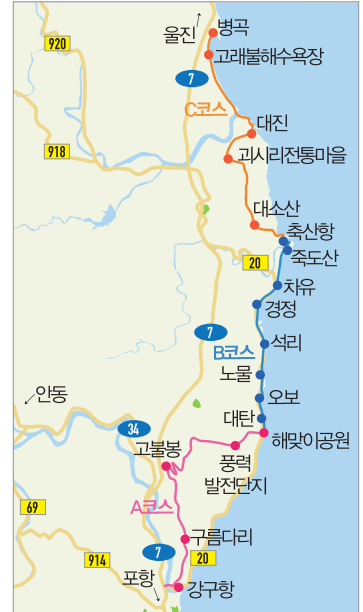 울진
병곡
920
고래불해수욕장
7
C코스
대진
918
괴시리전통마을
대소산
축산항
20
죽도산
차유
경정
7
석리
B코스
노물
안동
오보
34
대탄
해맞이공원
고불봉
풍력
발전단지
A코스
69
구름다리
7
20
914
포항
강구항